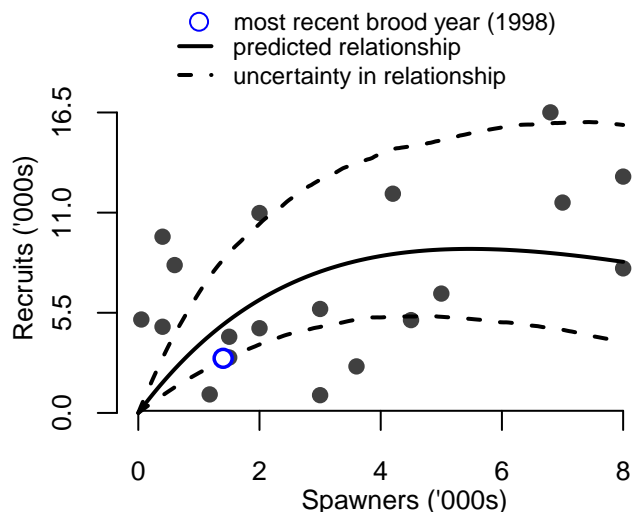 most recent brood year (1998)
predicted relationship
uncertainty in relationship
16.5
11.0
5.5
0.0
Recruits ('000s)
0 2 4 6 8
Spawners ('000s)